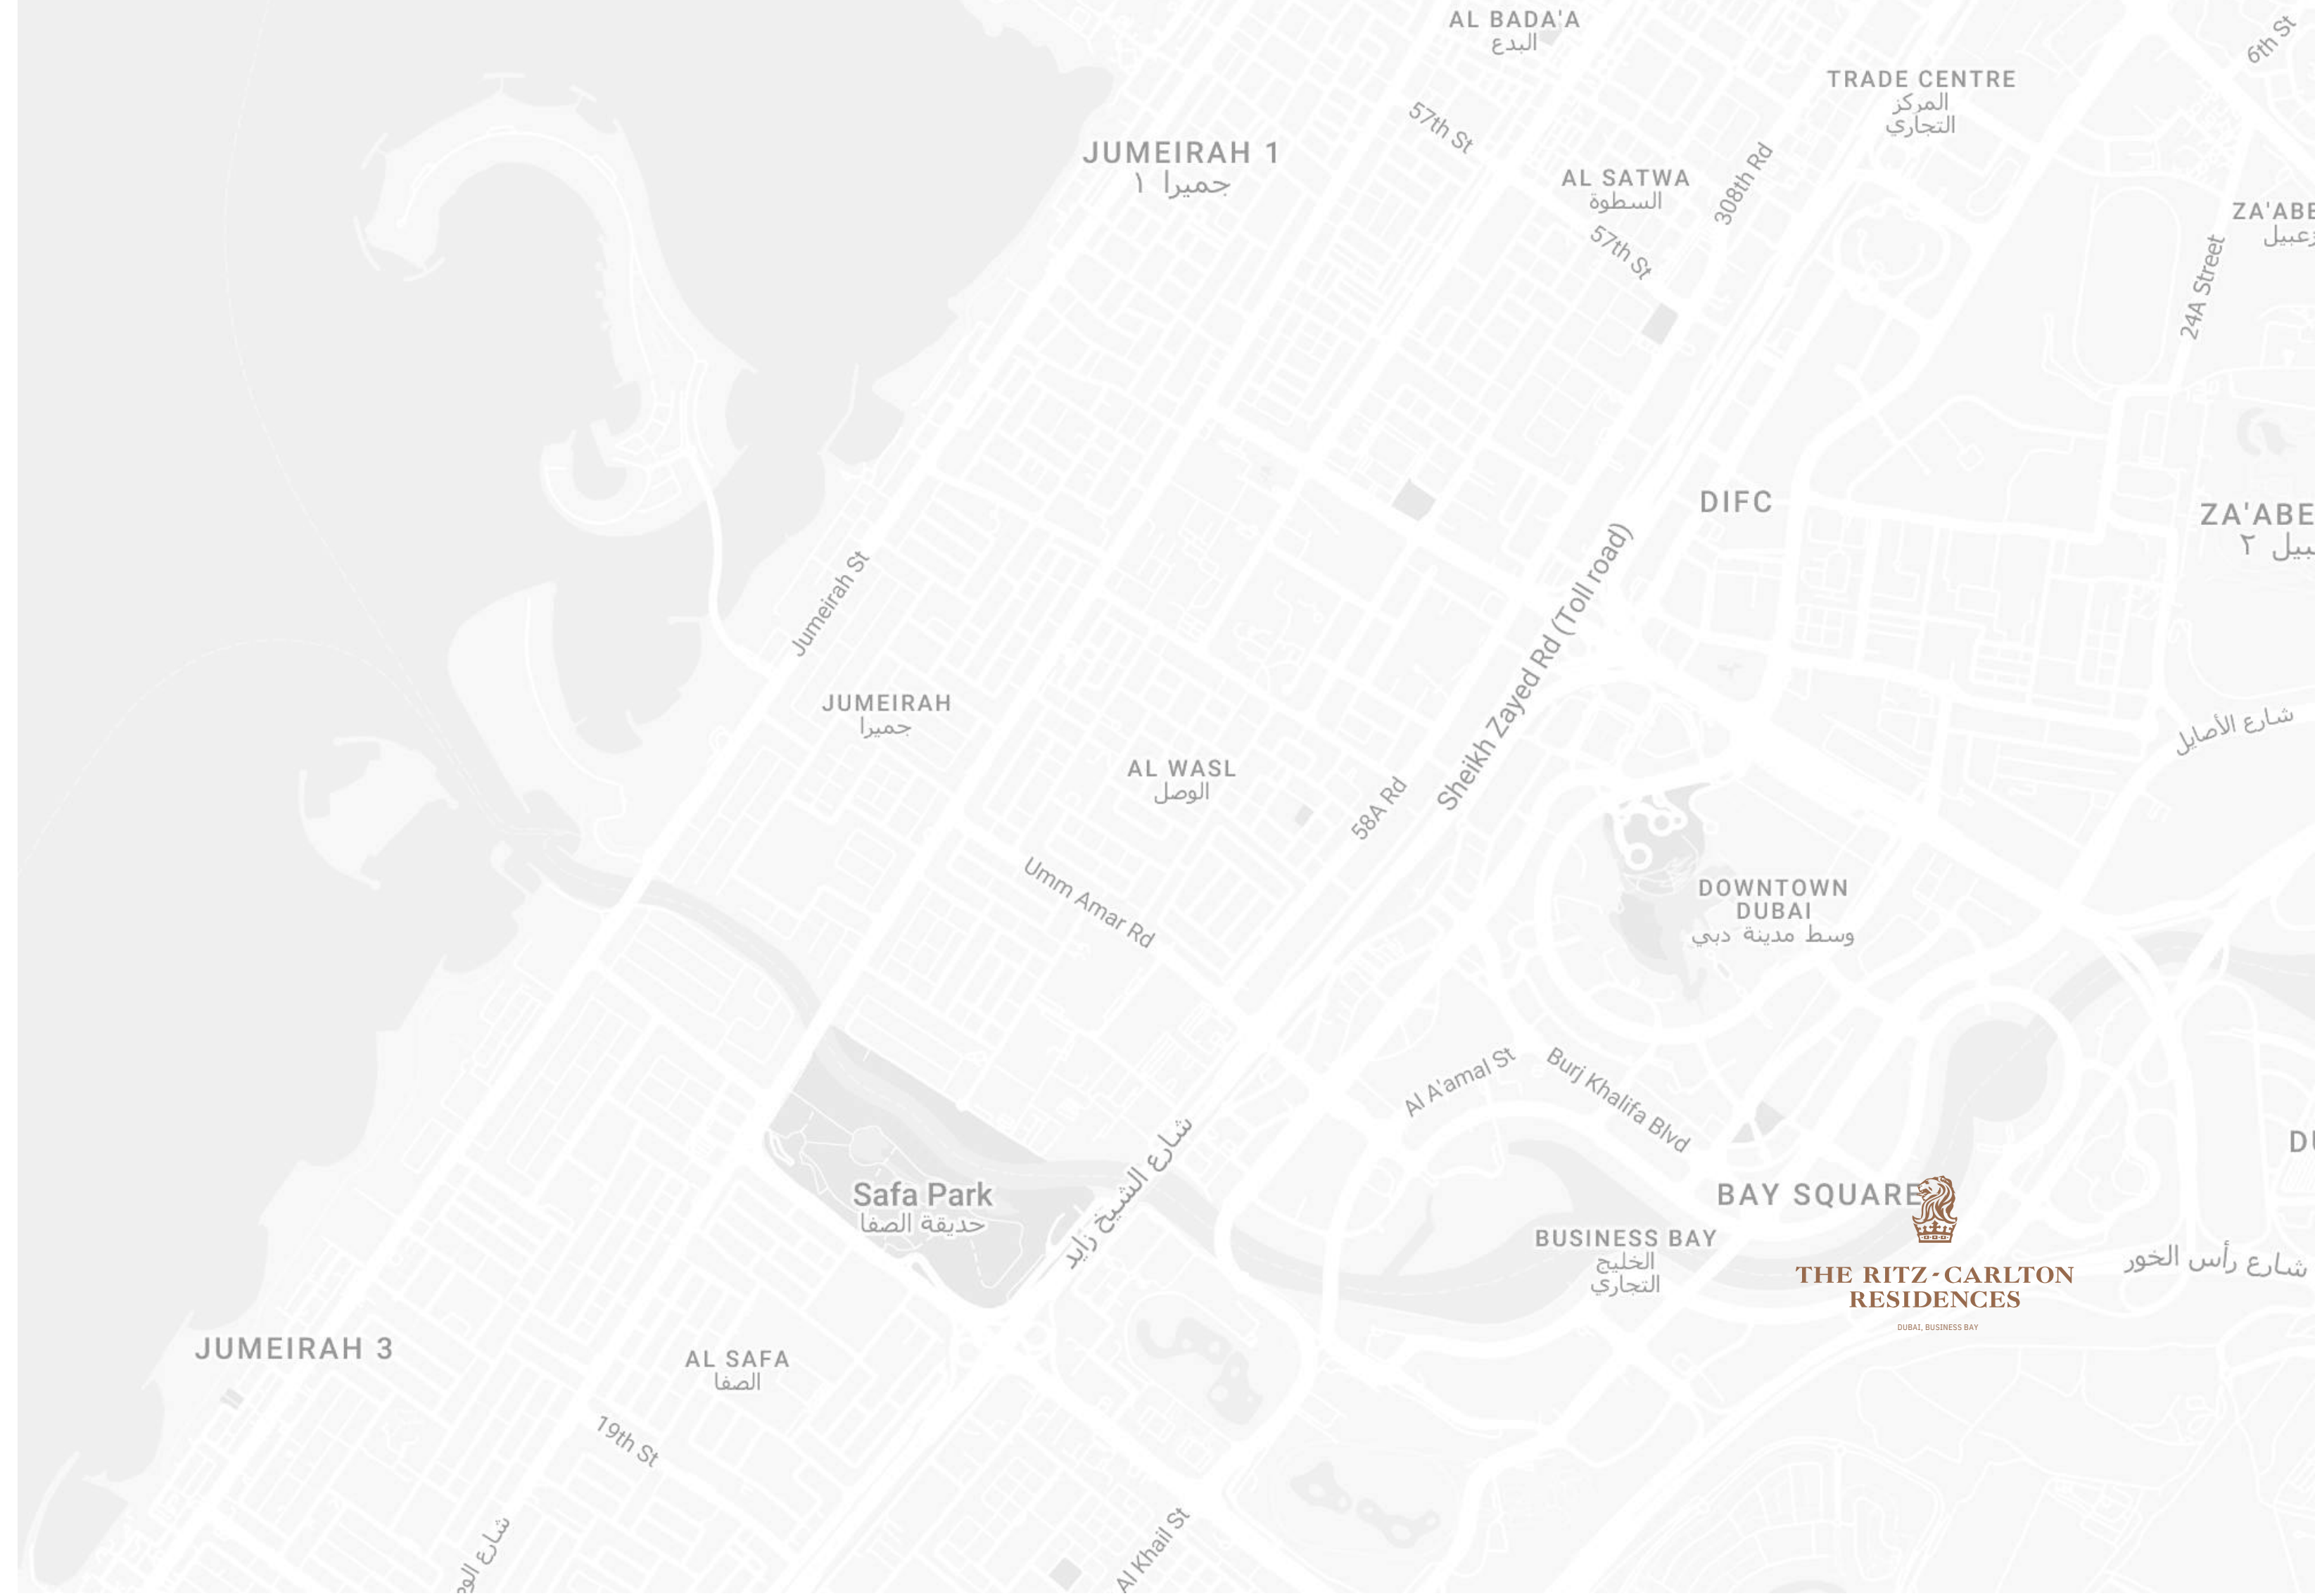 AL BADA'A
البدع
6th St
TRADE CENTRE
المركز
التجاري
57th St
JUMEIRAH 1
جميرا ١
AL SATWA
السطوة
308th Rd
ZA'ABE
57th St
24A Street
DIFC
ZA'ABE
Jumeirah St
Sheikh Zayed Rd (Toll road)
JUMEIRAH
جميرا
شارع الأصايل
AL WASL
الوصل
58A Rd
Umm Amar Rd
DOWNTOWN
DUBAI
وسط مدينة دبي
Al A'amal St
Burj Khalifa Blvd
شارع الشيخ زايد
Safa Park
حديقة الصفا
BAY SQUARE
BUSINESS BAY
الخليج
التجاري
THE RITZ-CARLTON
RESIDENCES
DUBAI, BUSINESS BAY
شارع رأس الخور
JUMEIRAH 3
AL SAFA
الصفا
19th St
شارع
Al Khail St